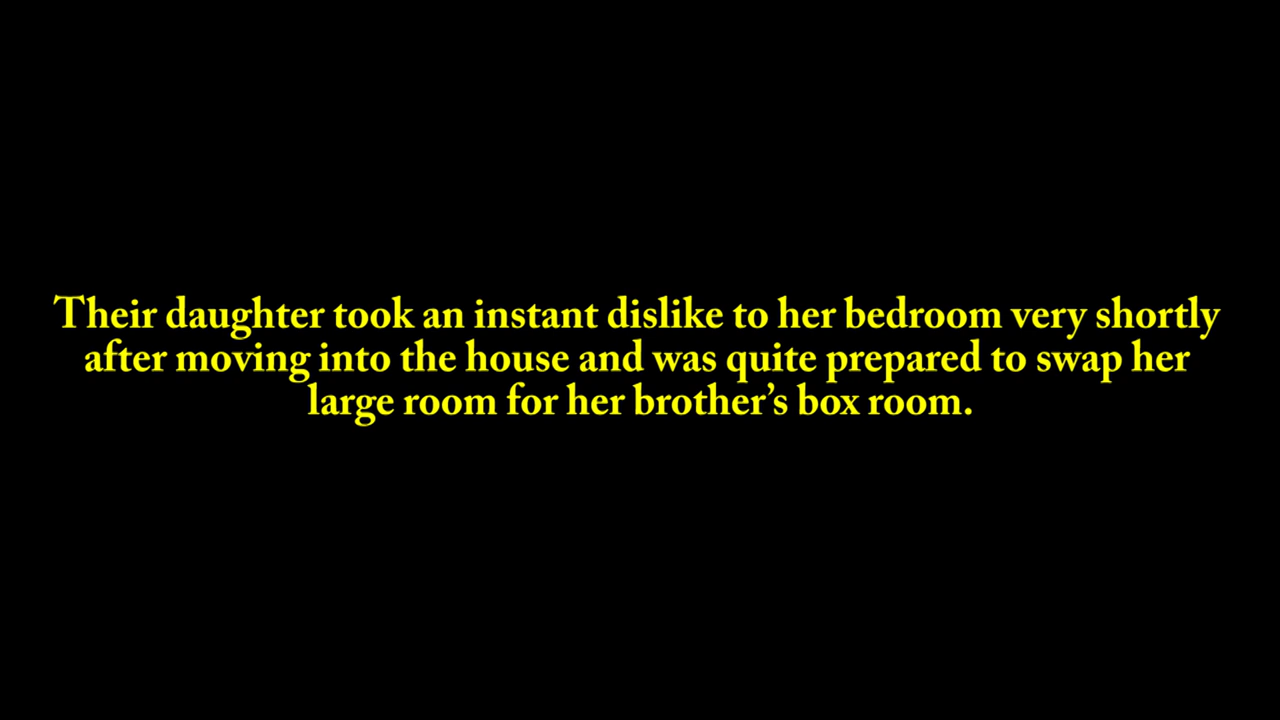 Their daughter took an instant dislike to her bedroom very shortly
after moving into the house and was quite prepared to swap her
large room for her brother’s box room.